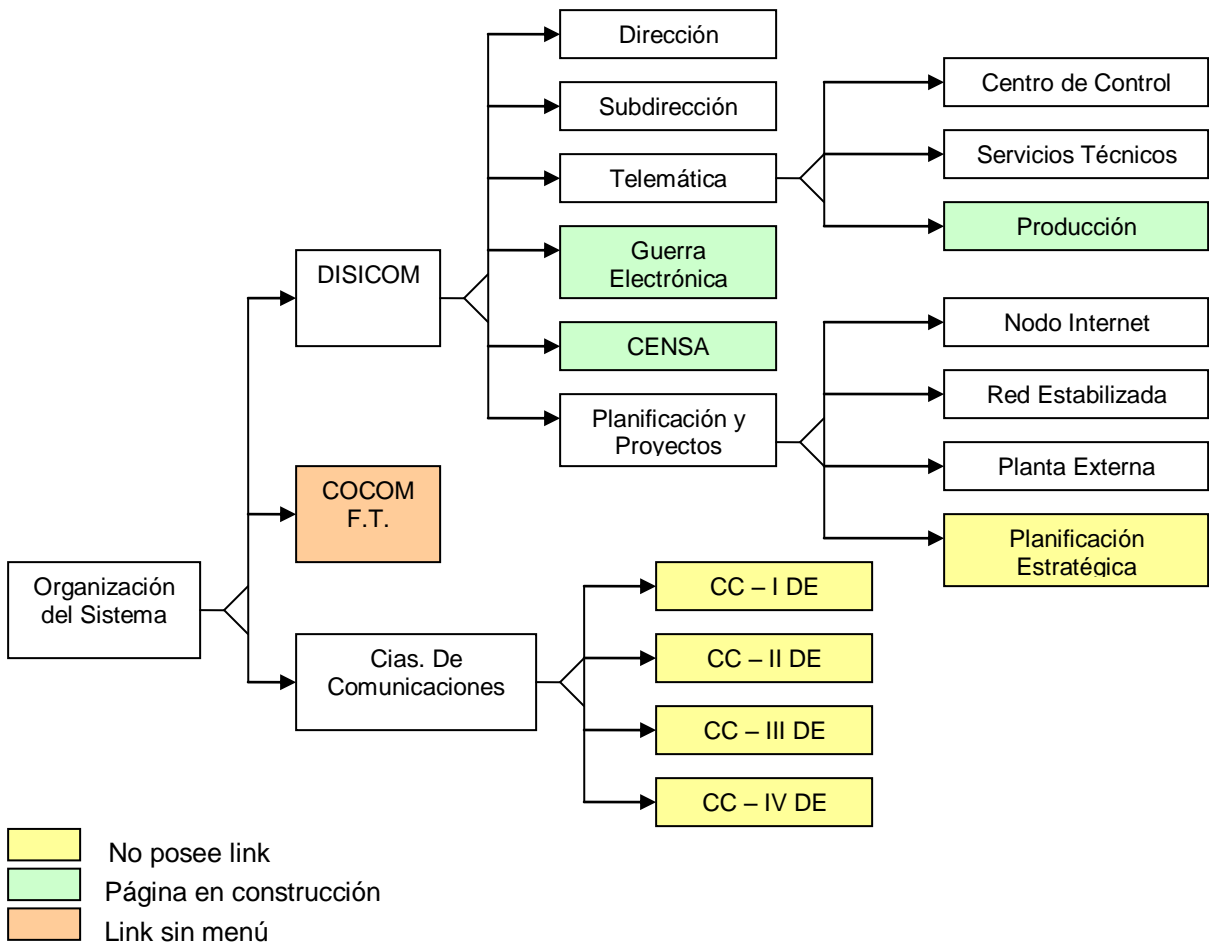 Dirección
Subdirección
Telemática
Guerra
Electrónica
CENSA
Planificación y
Proyectos
Centro de Control
Servicios Técnicos
Producción
Nodo Internet
Red Estabilizada
Planta Externa
Planificación
Estratégica
DISICOM
COCOM
F.T.
Organización
del Sistema
Cias. De
Comunicaciones
CC – I DE
CC – II DE
CC – III DE
CC – IV DE
No posee link
Página en construcción
Link sin menú